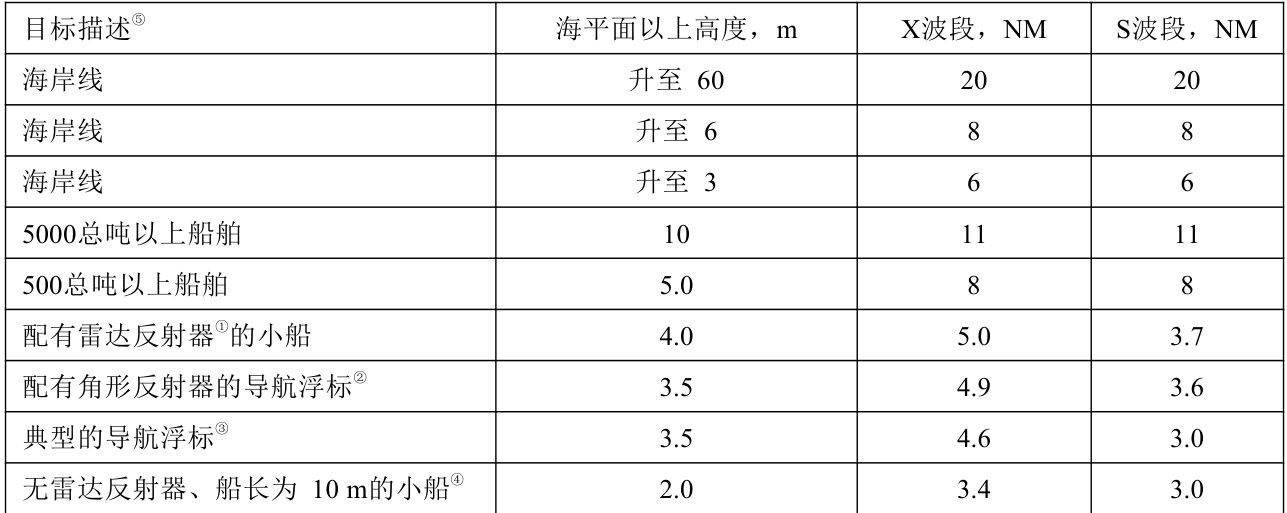 目标描述⑤ 海平面以上高度，m X波段，NM S波段，NM
海岸线 升至 60 20 20
海岸线 升至 6 8 8
海岸线 升至 3 6 6
5000总吨以上船舶 10 11 11
500总吨以上船舶 5.0 8 8
配有雷达反射器①的小船 4.0 5.0 3.7
配有角形反射器的导航浮标② 3.5 4.9 3.6
典型的导航浮标③ 3.5 4.6 3.0
无雷达反射器、船长为 10 m的小船④ 2.0 3.4 3.0